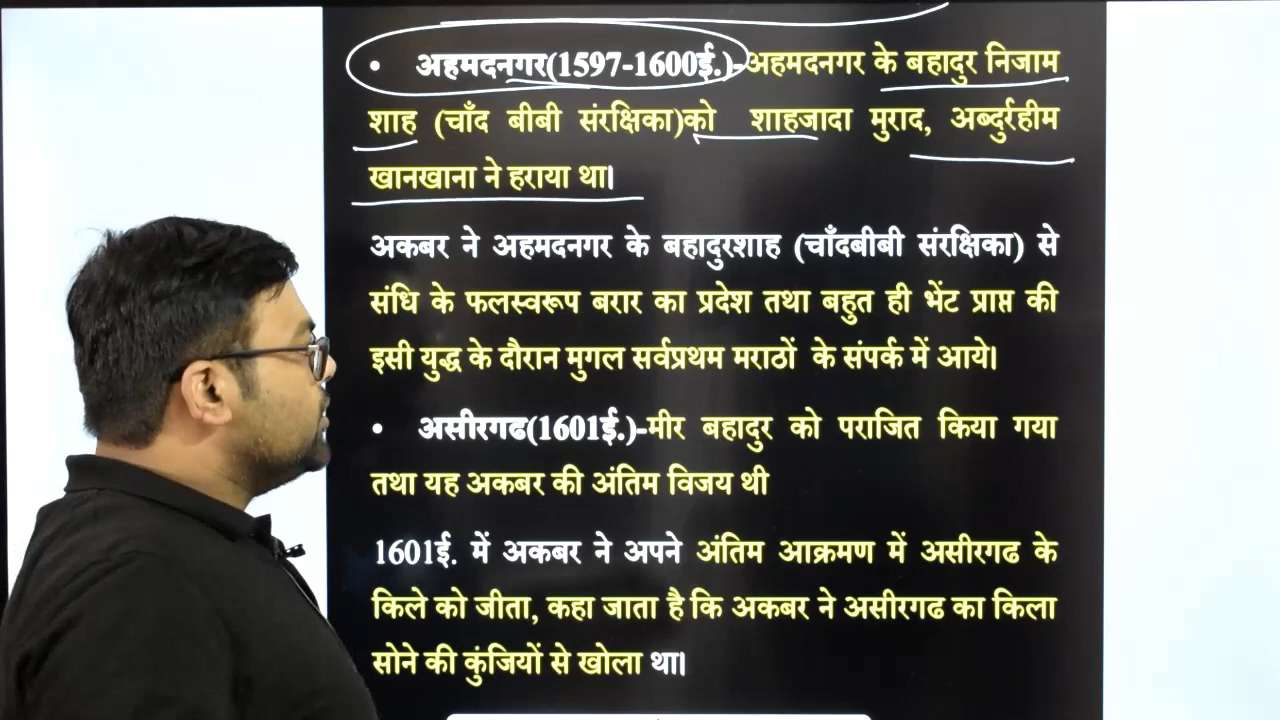 • अहमदनगर(1597-1600ई.)-अहमदनगर के बहादुर निजाम
शाह (चाँद बीबी संरक्षिका)को शाहजादा मुराद, अब्दुर्रहीम
खानखाना ने हराया था।
अकबर ने अहमदनगर के बहादुरशाह (चाँदबीबी संरक्षिका) से
संधि के फलस्वरूप बरार का प्रदेश तथा बहुत ही भेंट प्राप्त की
इसी युद्ध के दौरान मुगल सर्वप्रथम मराठों के संपर्क में आये।
• असीरगढ(1601ई.)-मीर बहादुर को पराजित किया गया
तथा यह अकबर की अंतिम विजय थी
1601ई. में अकबर ने अपने अंतिम आक्रमण में असीरगढ के
किले को जीता, कहा जाता है कि अकबर ने असीरगढ का किला
सोने की कुंजियों से खोला था।